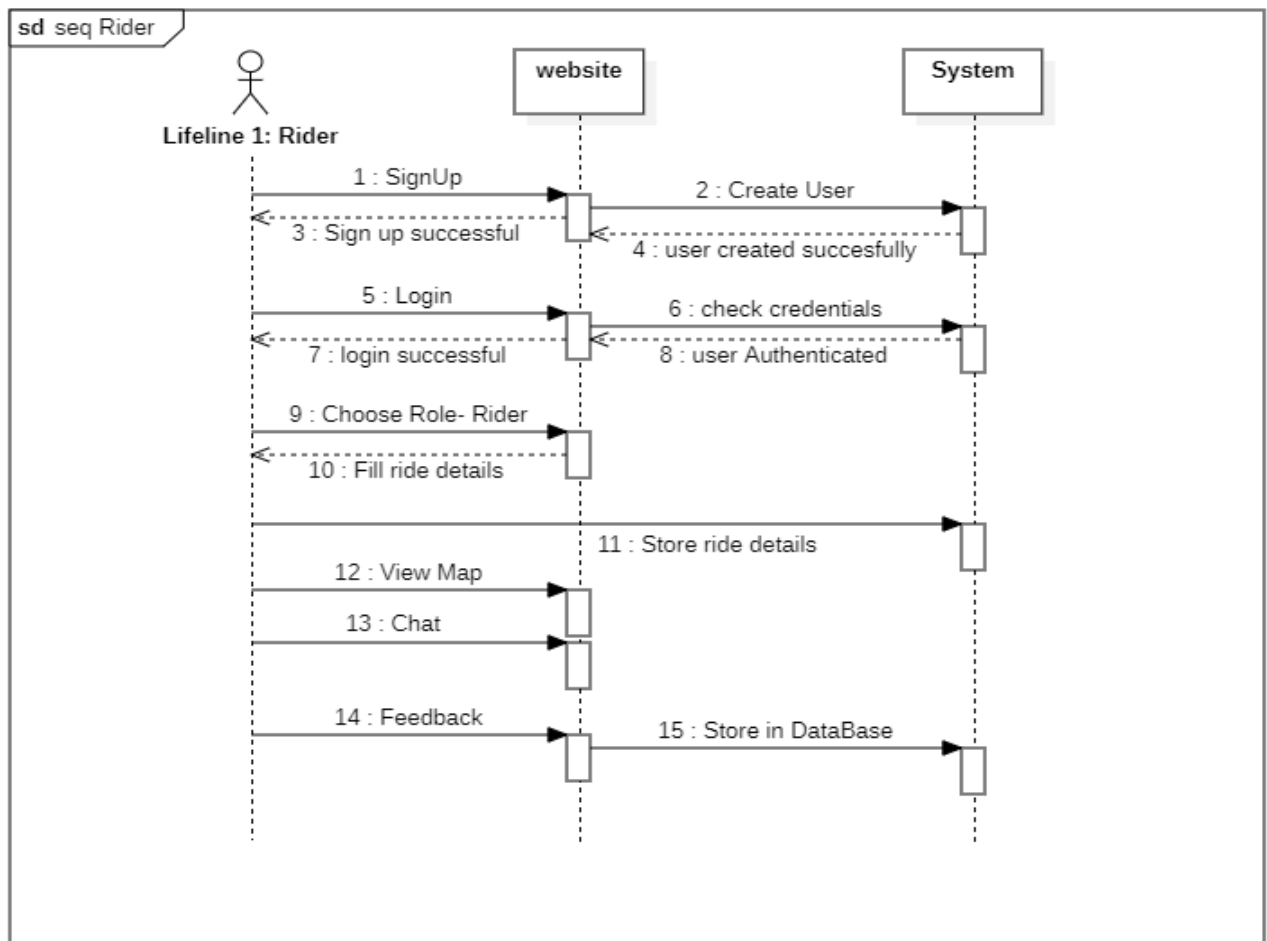 sd seq Rider
website
System
Lifeline 1: Rider
1 : SignUp
2 : Create User
3 : Sign up successful
4 : user created succesfully
5 : Login
6 : check credentials
7 : login successful
8 : user Authenticated
9 : Choose Role- Rider
10 : Fill ride details
11 : Store ride details
12 : View Map
13 : Chat
14 : Feedback
15 : Store in DataBase